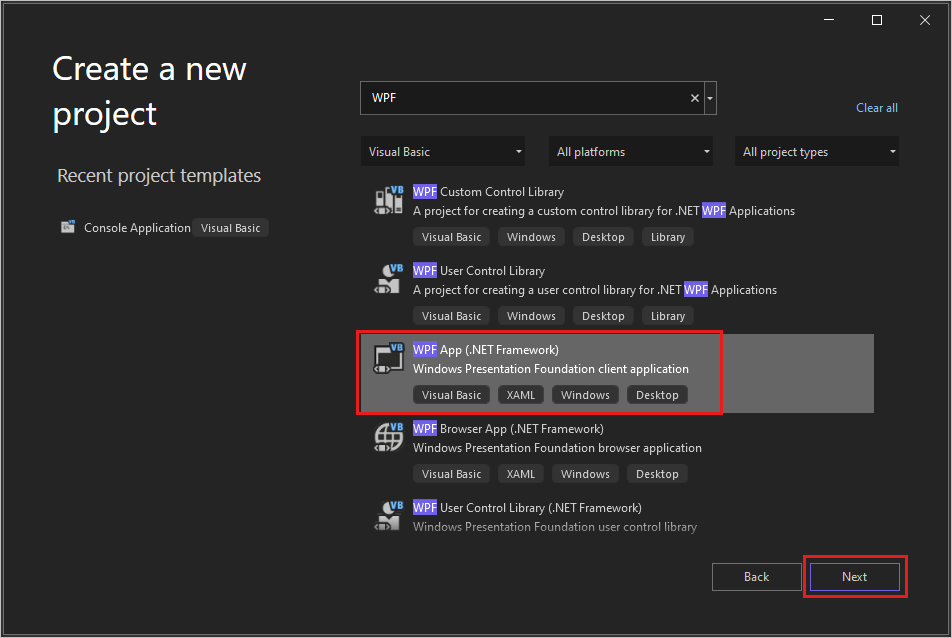 Create a new
project
Recent project templates
Console Application Visual Basic
WPF
Clear all
Visual Basic All platforms All project types
VB
WPF Custom Control Library
A project for creating a custom control library for .NET WPF Applications
Visual Basic Windows Desktop Library
VB
WPF User Control Library
A project for creating a user control library for .NET WPF Applications
Visual Basic Windows Desktop Library
VB
WPF App (.NET Framework)
Windows Presentation Foundation client application
Visual Basic XAML Windows Desktop
VB
WPF Browser App (.NET Framework)
Windows Presentation Foundation browser application
Visual Basic XAML Windows Desktop
VB
WPF User Control Library (.NET Framework)
Windows Presentation Foundation user control library
Back Next